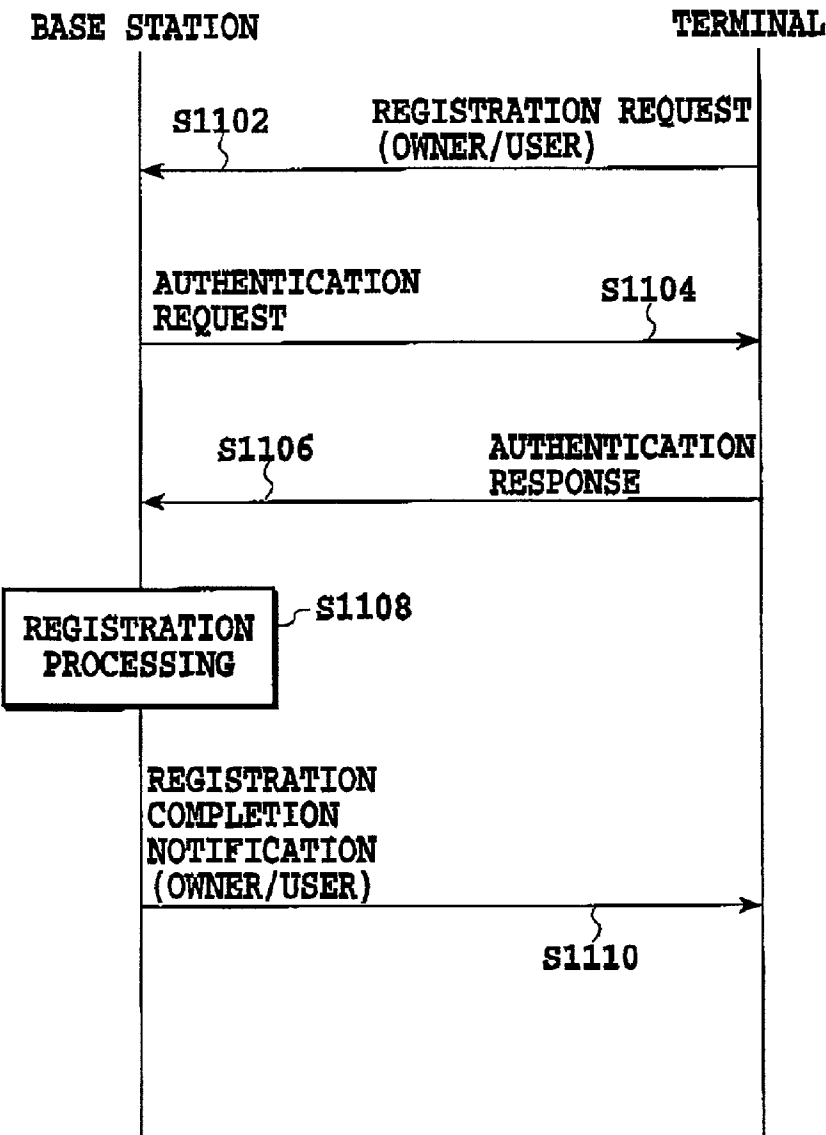 BASE STATION
TERMINAL
S1102
REGISTRATION REQUEST
(OWNER/USER)
AUTHENTICATION
REQUEST
S1104
S1106
AUTHENTICATION
RESPONSE
REGISTRATION
PROCESSING
S1108
REGISTRATION
COMPLETION
NOTIFICATION
(OWNER/USER)
S1110